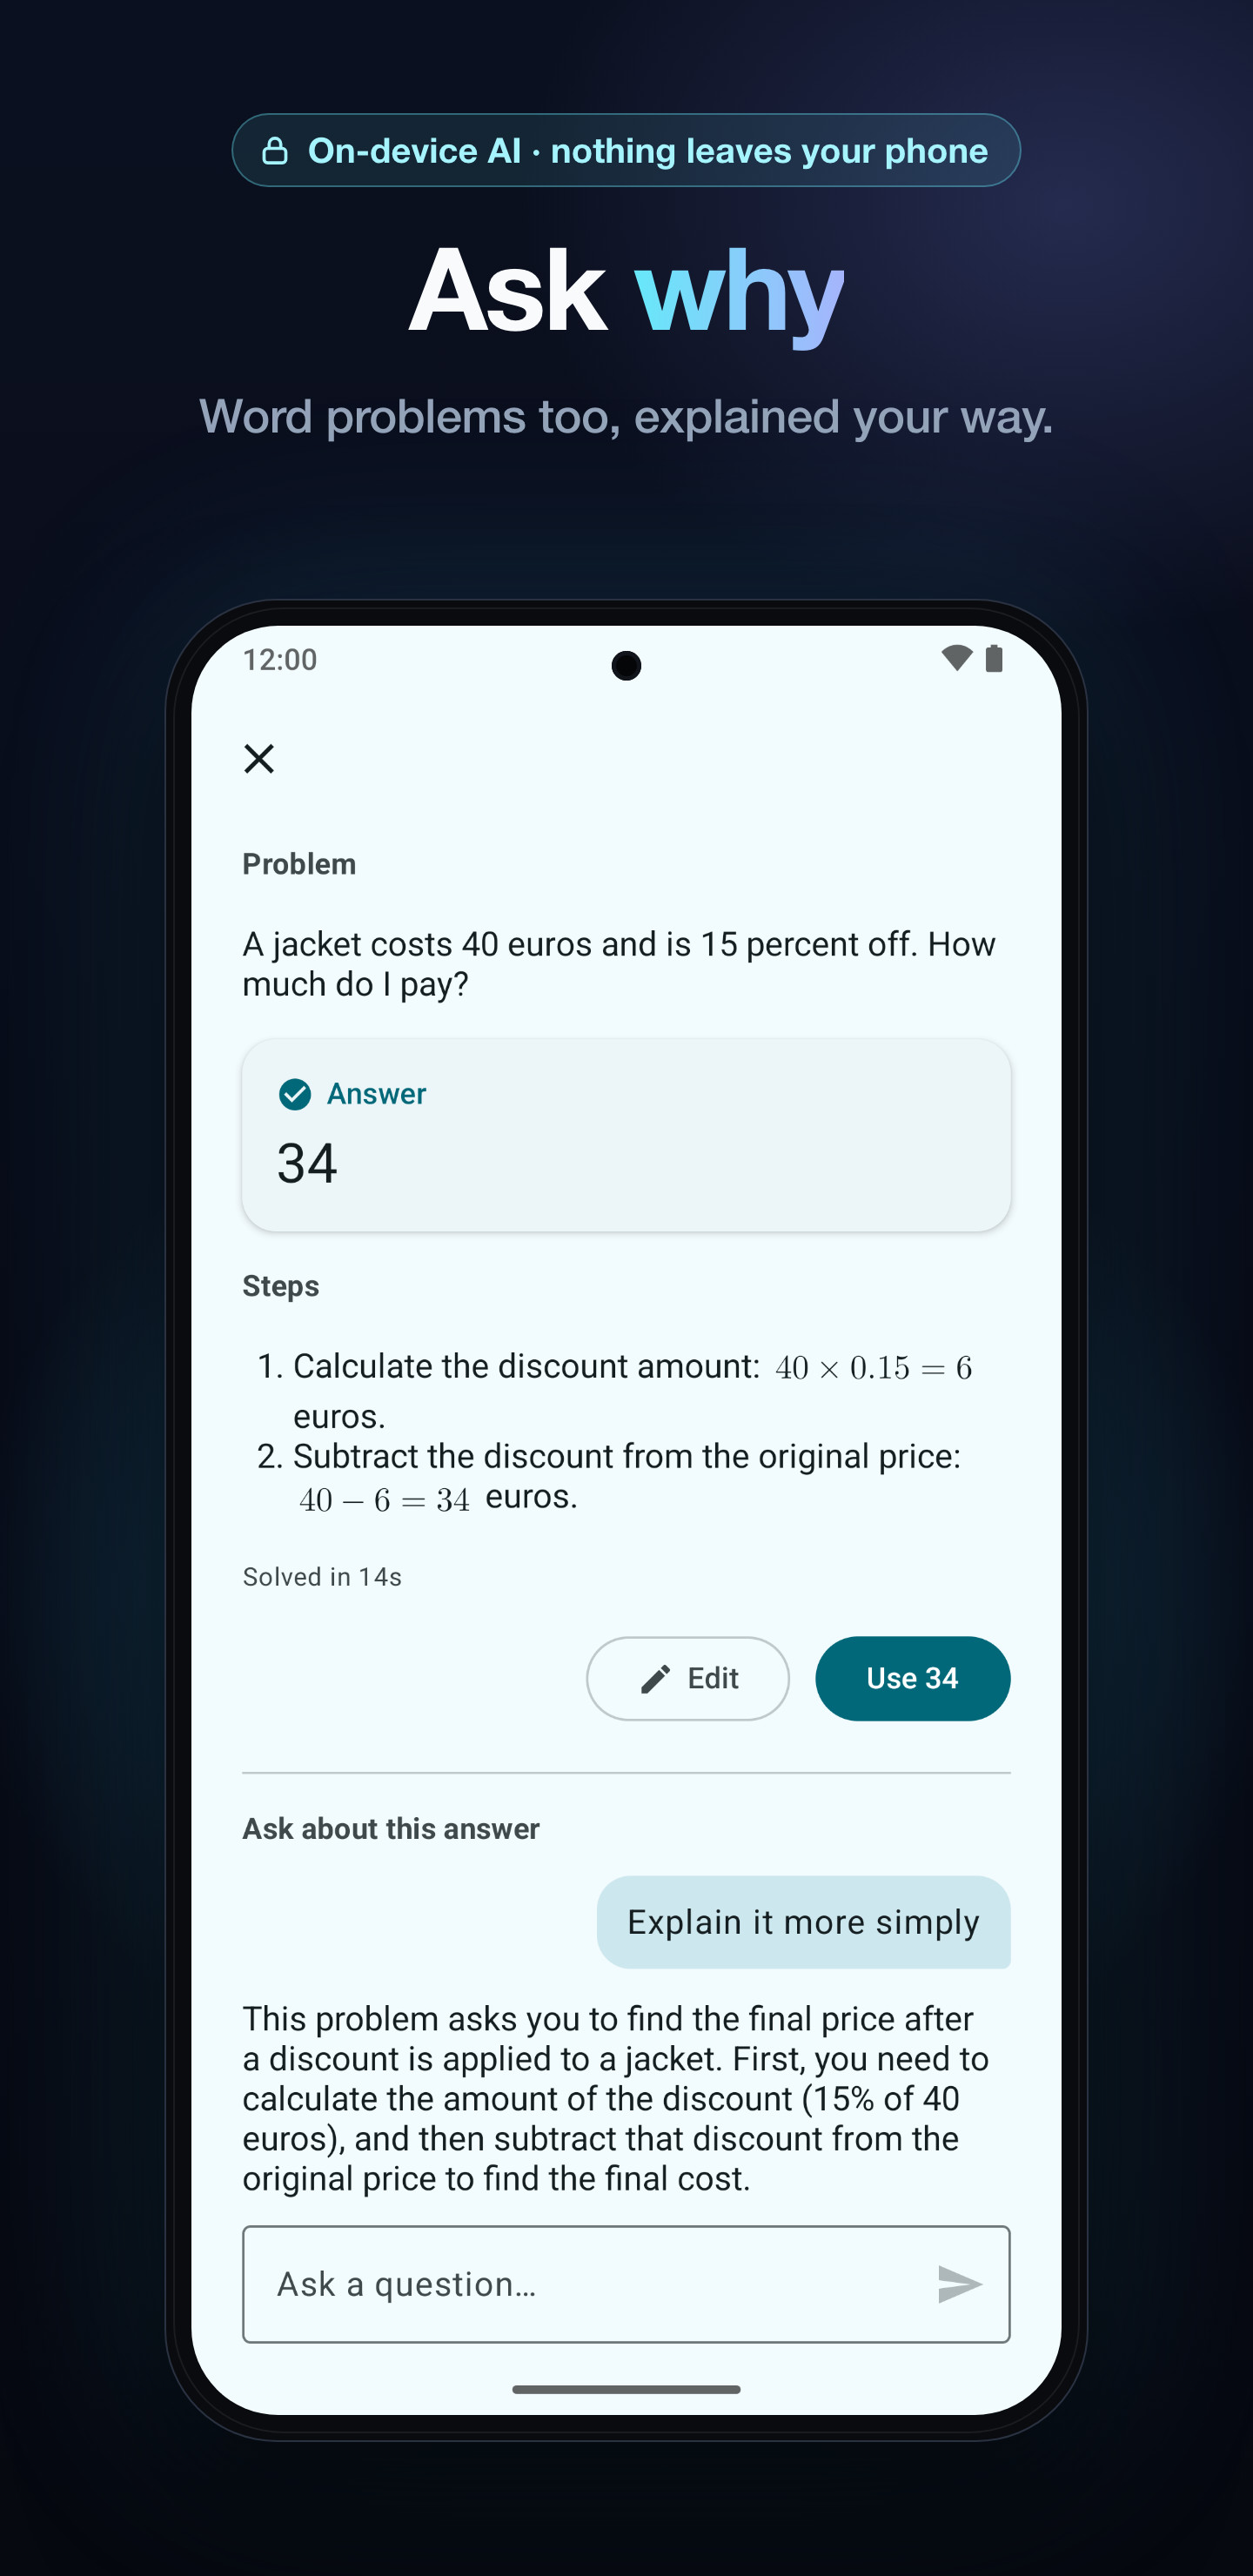 On-device AI · nothing leaves your phone
Ask why
Word problems too, explained your way.
12:00
Problem
A jacket costs 40 euros and is 15 percent off. How
much do I pay?
Answer
34
Steps
1. Calculate the discount amount: 40 × 0.15 = 6
euros.
2. Subtract the discount from the original price:
40 − 6 = 34 euros.
Solved in 14s
Edit
Use 34
Ask about this answer
Explain it more simply
This problem asks you to find the final price after
a discount is applied to a jacket. First, you need to
calculate the amount of the discount (15% of 40
euros), and then subtract that discount from the
original price to find the final cost.
Ask a question…